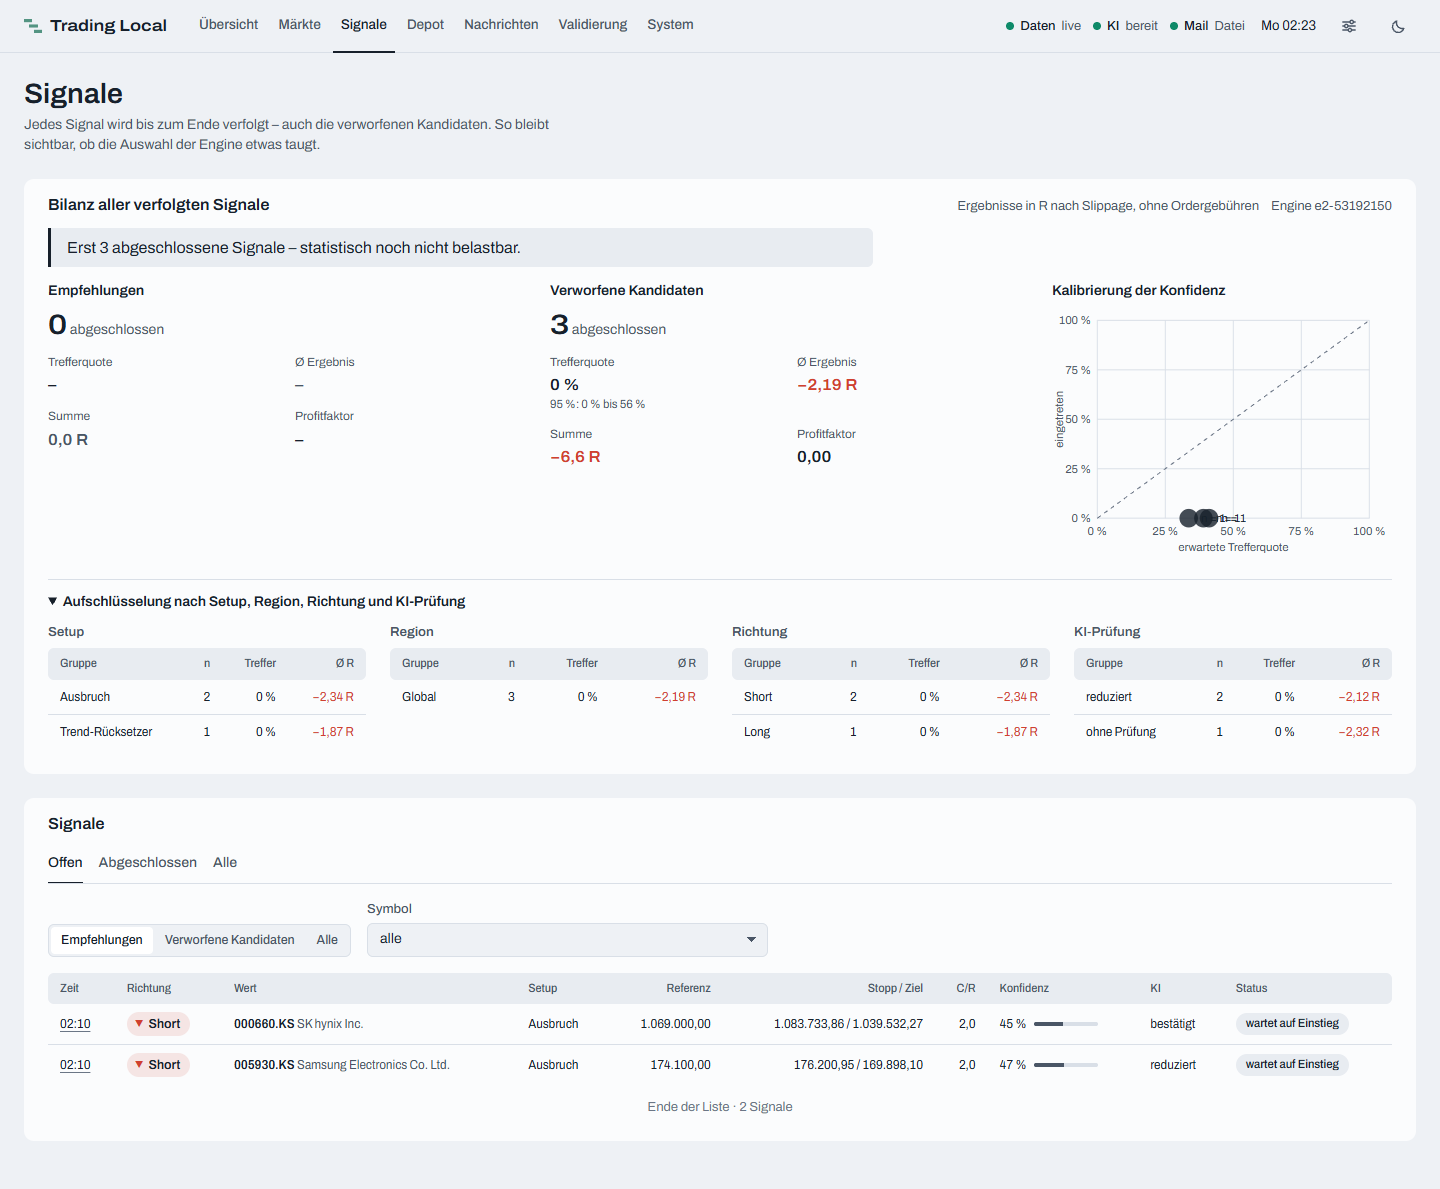 Trading Local
Übersicht Märkte Signale Depot Nachrichten Validierung System
Daten live KI bereit Mail Datei Mo 02:23
Signale
Jedes Signal wird bis zum Ende verfolgt – auch die verworfenen Kandidaten. So bleibt
sichtbar, ob die Auswahl der Engine etwas taugt.
Bilanz aller verfolgten Signale
Ergebnisse in R nach Slippage, ohne Ordergebühren Engine e2-53192150
Erst 3 abgeschlossene Signale – statistisch noch nicht belastbar.
Empfehlungen
0 abgeschlossen
Trefferquote Ø Ergebnis
– –
Summe Profitfaktor
0,0 R –
Verworfene Kandidaten
3 abgeschlossen
Trefferquote Ø Ergebnis
0 % −2,19 R
95 %: 0 % bis 56 %
Summe Profitfaktor
−6,6 R 0,00
Kalibrierung der Konfidenz
100 %
75 %
50 %
25 %
0 %
eingetreten
0 % 25 % 50 % 75 % 100 %
erwartete Trefferquote
▼ Aufschlüsselung nach Setup, Region, Richtung und KI-Prüfung
Setup
Gruppe n Treffer Ø R
Ausbruch 2 0 % −2,34 R
Trend-Rücksetzer 1 0 % −1,87 R
Region
Gruppe n Treffer Ø R
Global 3 0 % −2,19 R
Richtung
Gruppe n Treffer Ø R
Short 2 0 % −2,34 R
Long 1 0 % −1,87 R
KI-Prüfung
Gruppe n Treffer Ø R
reduziert 2 0 % −2,12 R
ohne Prüfung 1 0 % −2,32 R
Signale
Offen Abgeschlossen Alle
Symbol
Empfehlungen Verworfene Kandidaten Alle alle
Zeit Richtung Wert Setup Referenz Stopp / Ziel C/R Konfidenz KI Status
02:10 ▼ Short 000660.KS SK hynix Inc. Ausbruch 1.069.000,00 1.083.733,86 / 1.039.532,27 2,0 45 % bestätigt wartet auf Einstieg
02:10 ▼ Short 005930.KS Samsung Electronics Co. Ltd. Ausbruch 174.100,00 176.200,95 / 169.898,10 2,0 47 % reduziert wartet auf Einstieg
Ende der Liste · 2 Signale